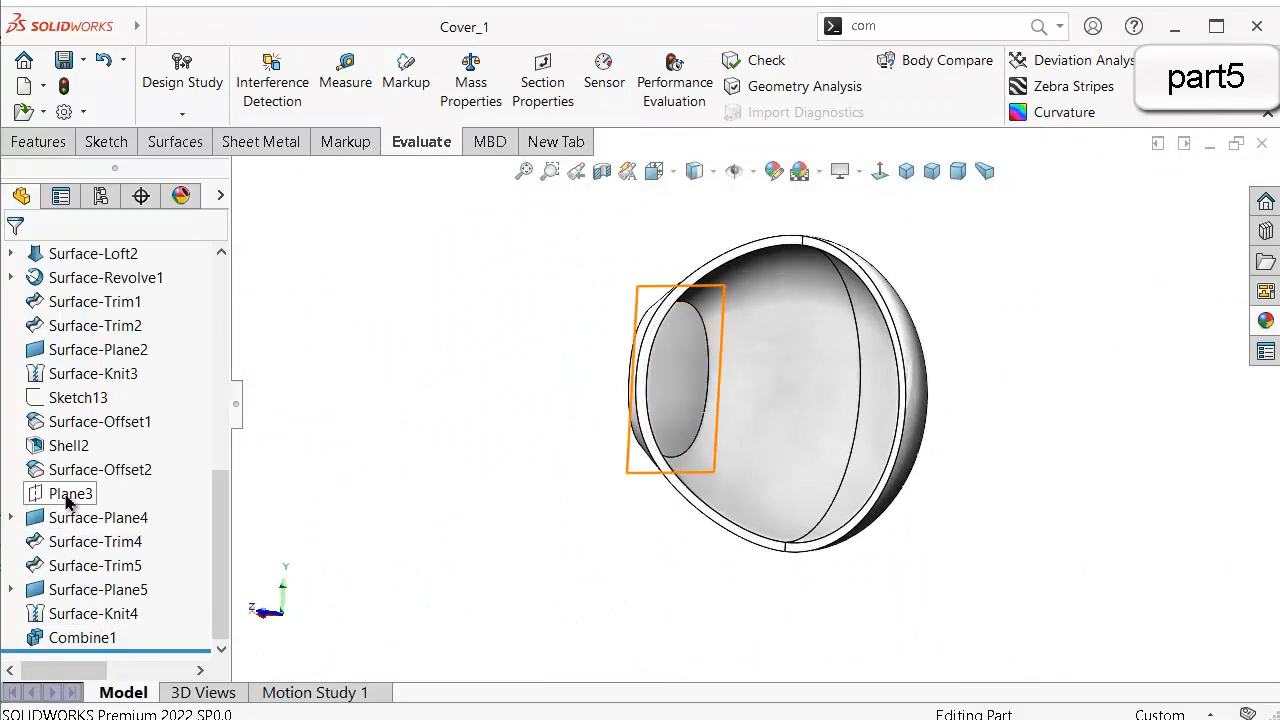 SOLIDWORKS
Cover_1
com
part5
Design Study
Interference Detection
Measure
Markup
Mass Properties
Section Properties
Sensor
Performance Evaluation
Check
Geometry Analysis
Import Diagnostics
Body Compare
Deviation Analys
Zebra Stripes
Curvature
Features
Sketch
Surfaces
Sheet Metal
Markup
Evaluate
MBD
New Tab
Surface-Loft2
Surface-Revolve1
Surface-Trim1
Surface-Trim2
Surface-Plane2
Surface-Knit3
Sketch13
Surface-Offset1
Shell2
Surface-Offset2
Plane3
Surface-Plane4
Surface-Trim4
Surface-Trim5
Surface-Plane5
Surface-Knit4
Combine1
Y
Z
Model
3D Views
Motion Study 1
SOLIDWORKS Premium 2022 SP0.0
Editing Part
Custom